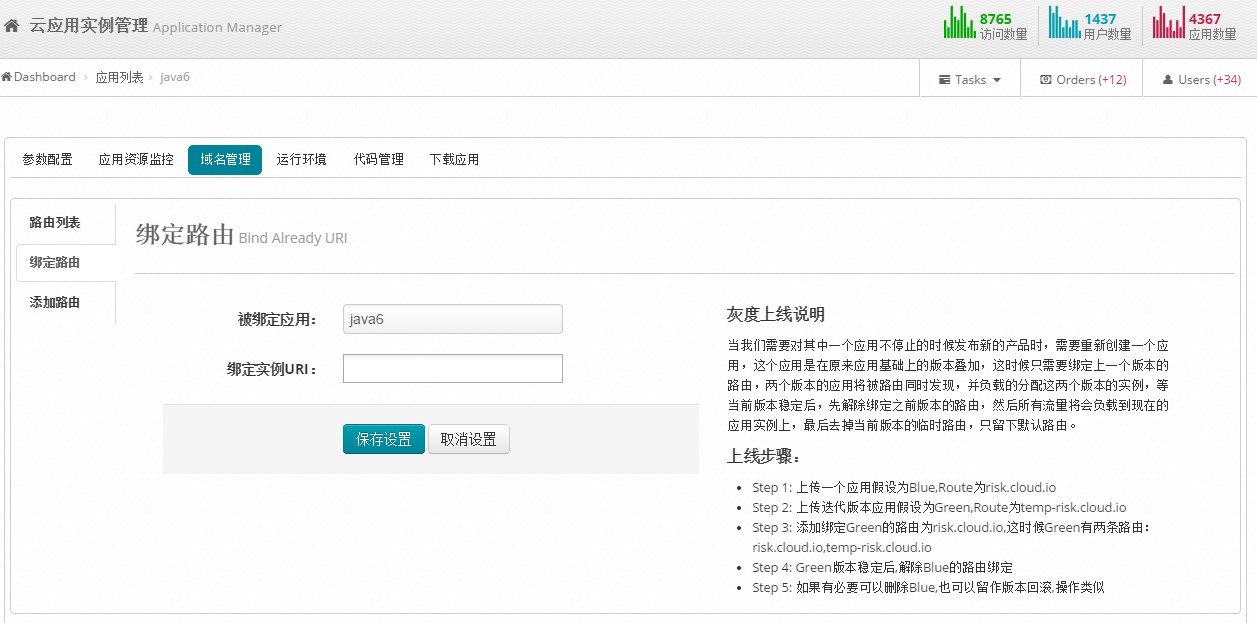 云应用实例管理 Application Manager
8765
访问数量
1437
用户数量
4367
应用数量
Dashboard › 应用列表 › java6
Tasks
Orders (+12)
Users (+34)
参数配置 应用资源监控 域名管理 运行环境 代码管理 下载应用
路由列表
绑定路由
添加路由
绑定路由 Bind Already URI
被绑定应用： java6
绑定实例URI：
保存设置 取消设置
灰度上线说明
当我们需要对其中一个应用不停止的时候发布新的产品时，需要重新创建一个应
用，这个应用是在原来应用基础上的版本叠加，这时候只需要绑定上一个版本的
路由，两个版本的应用将被路由同时发现，并负载的分配这两个版本的实例，等
当前版本稳定后，先解除绑定之前版本的路由，然后所有流量将会负载到现在的
应用实例上，最后去掉当前版本的临时路由，只留下默认路由。
上线步骤：
• Step 1: 上传一个应用假设为Blue,Route为risk.cloud.io
• Step 2: 上传迭代版本应用假设为Green,Route为temp-risk.cloud.io
• Step 3: 添加绑定Green的路由为risk.cloud.io,这时候Green有两条路由：
risk.cloud.io,temp-risk.cloud.io
• Step 4: Green版本稳定后,解除Blue的路由绑定
• Step 5: 如果有必要可以删除Blue,也可以留作版本回滚,操作类似